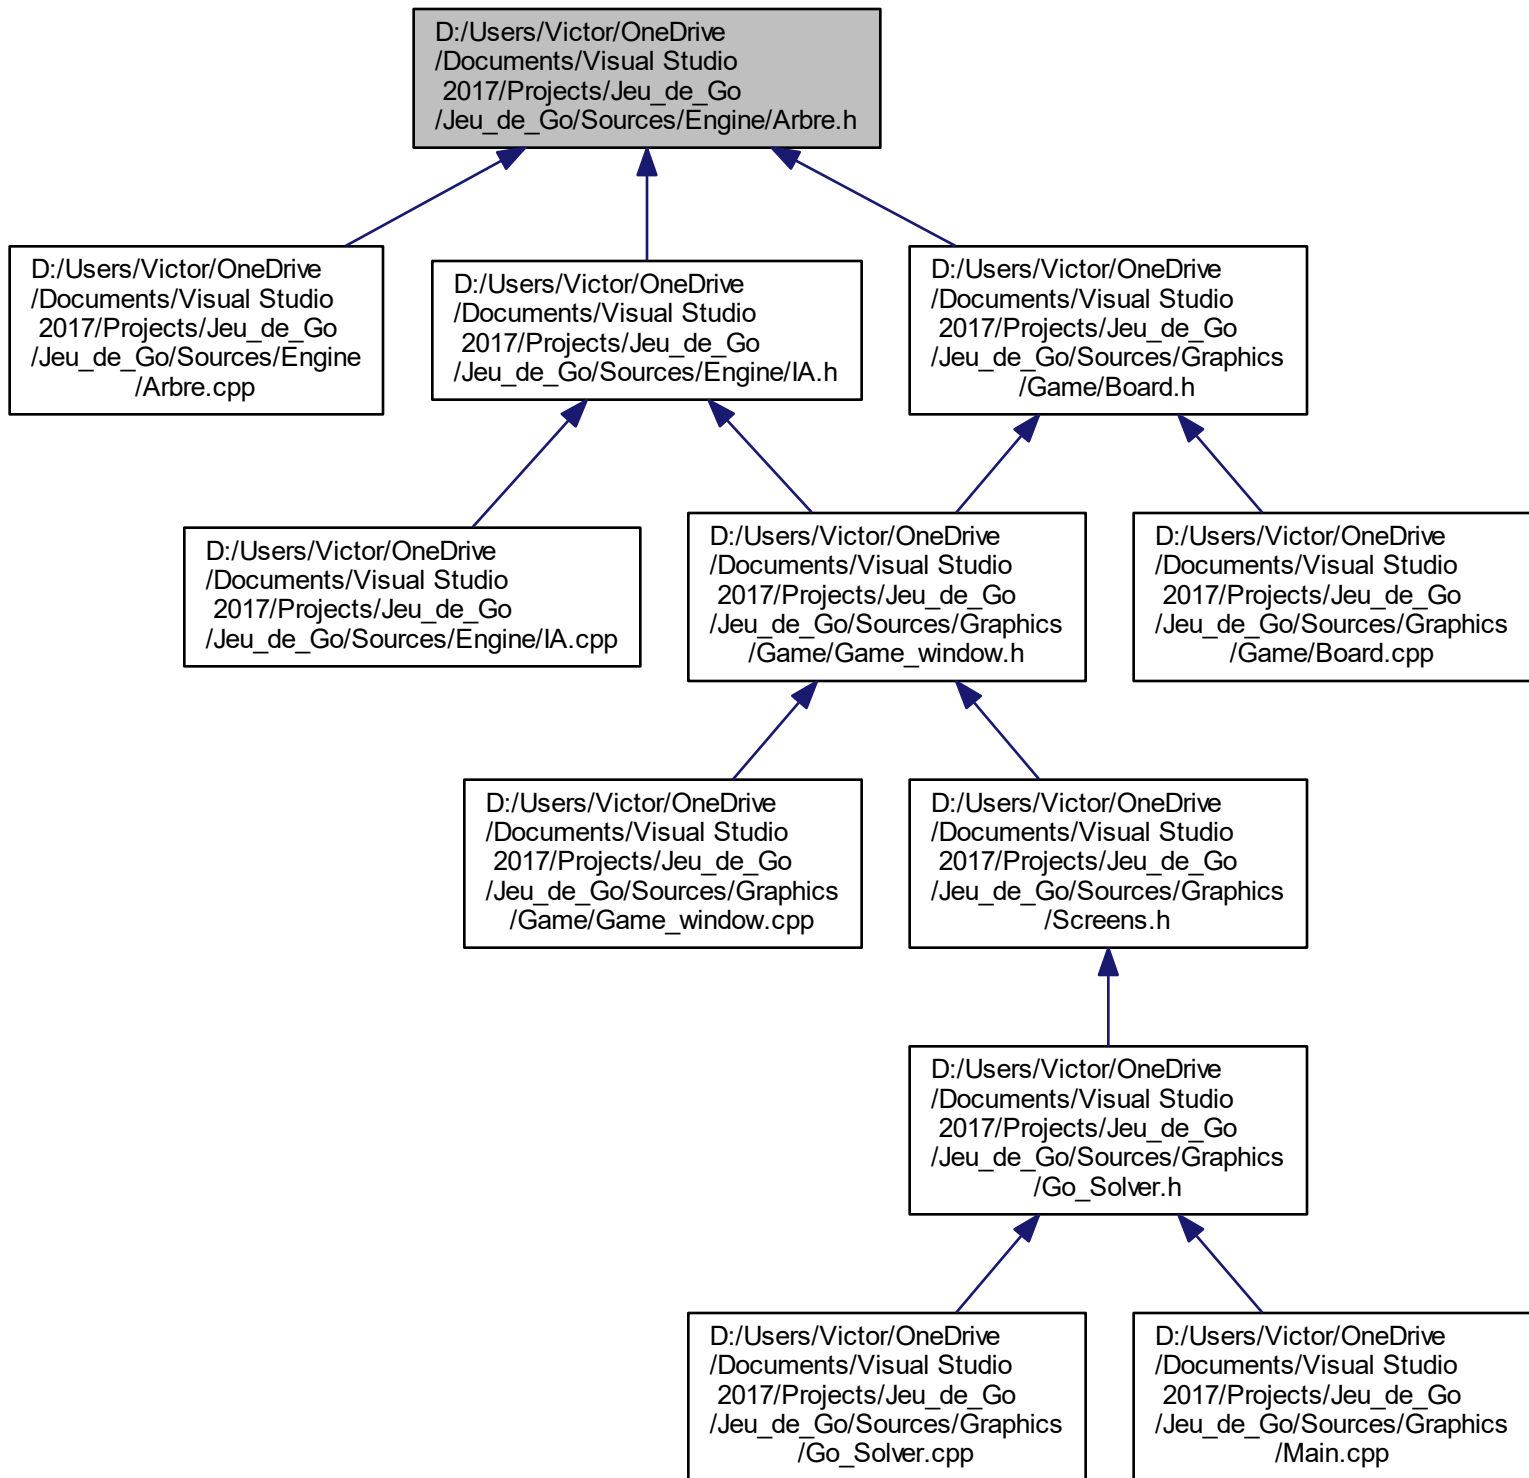 D:/Users/Victor/OneDrive
/Documents/Visual Studio
2017/Projects/Jeu_de_Go
/Jeu_de_Go/Sources/Engine/Arbre.h
D:/Users/Victor/OneDrive
/Documents/Visual Studio
2017/Projects/Jeu_de_Go
/Jeu_de_Go/Sources/Engine
/Arbre.cpp
D:/Users/Victor/OneDrive
/Documents/Visual Studio
2017/Projects/Jeu_de_Go
/Jeu_de_Go/Sources/Engine/IA.h
D:/Users/Victor/OneDrive
/Documents/Visual Studio
2017/Projects/Jeu_de_Go
/Jeu_de_Go/Sources/Graphics
/Game/Board.h
D:/Users/Victor/OneDrive
/Documents/Visual Studio
2017/Projects/Jeu_de_Go
/Jeu_de_Go/Sources/Engine/IA.cpp
D:/Users/Victor/OneDrive
/Documents/Visual Studio
2017/Projects/Jeu_de_Go
/Jeu_de_Go/Sources/Graphics
/Game/Game_window.h
D:/Users/Victor/OneDrive
/Documents/Visual Studio
2017/Projects/Jeu_de_Go
/Jeu_de_Go/Sources/Graphics
/Game/Board.cpp
D:/Users/Victor/OneDrive
/Documents/Visual Studio
2017/Projects/Jeu_de_Go
/Jeu_de_Go/Sources/Graphics
/Game/Game_window.cpp
D:/Users/Victor/OneDrive
/Documents/Visual Studio
2017/Projects/Jeu_de_Go
/Jeu_de_Go/Sources/Graphics
/Screens.h
D:/Users/Victor/OneDrive
/Documents/Visual Studio
2017/Projects/Jeu_de_Go
/Jeu_de_Go/Sources/Graphics
/Go_Solver.h
D:/Users/Victor/OneDrive
/Documents/Visual Studio
2017/Projects/Jeu_de_Go
/Jeu_de_Go/Sources/Graphics
/Go_Solver.cpp
D:/Users/Victor/OneDrive
/Documents/Visual Studio
2017/Projects/Jeu_de_Go
/Jeu_de_Go/Sources/Graphics
/Main.cpp